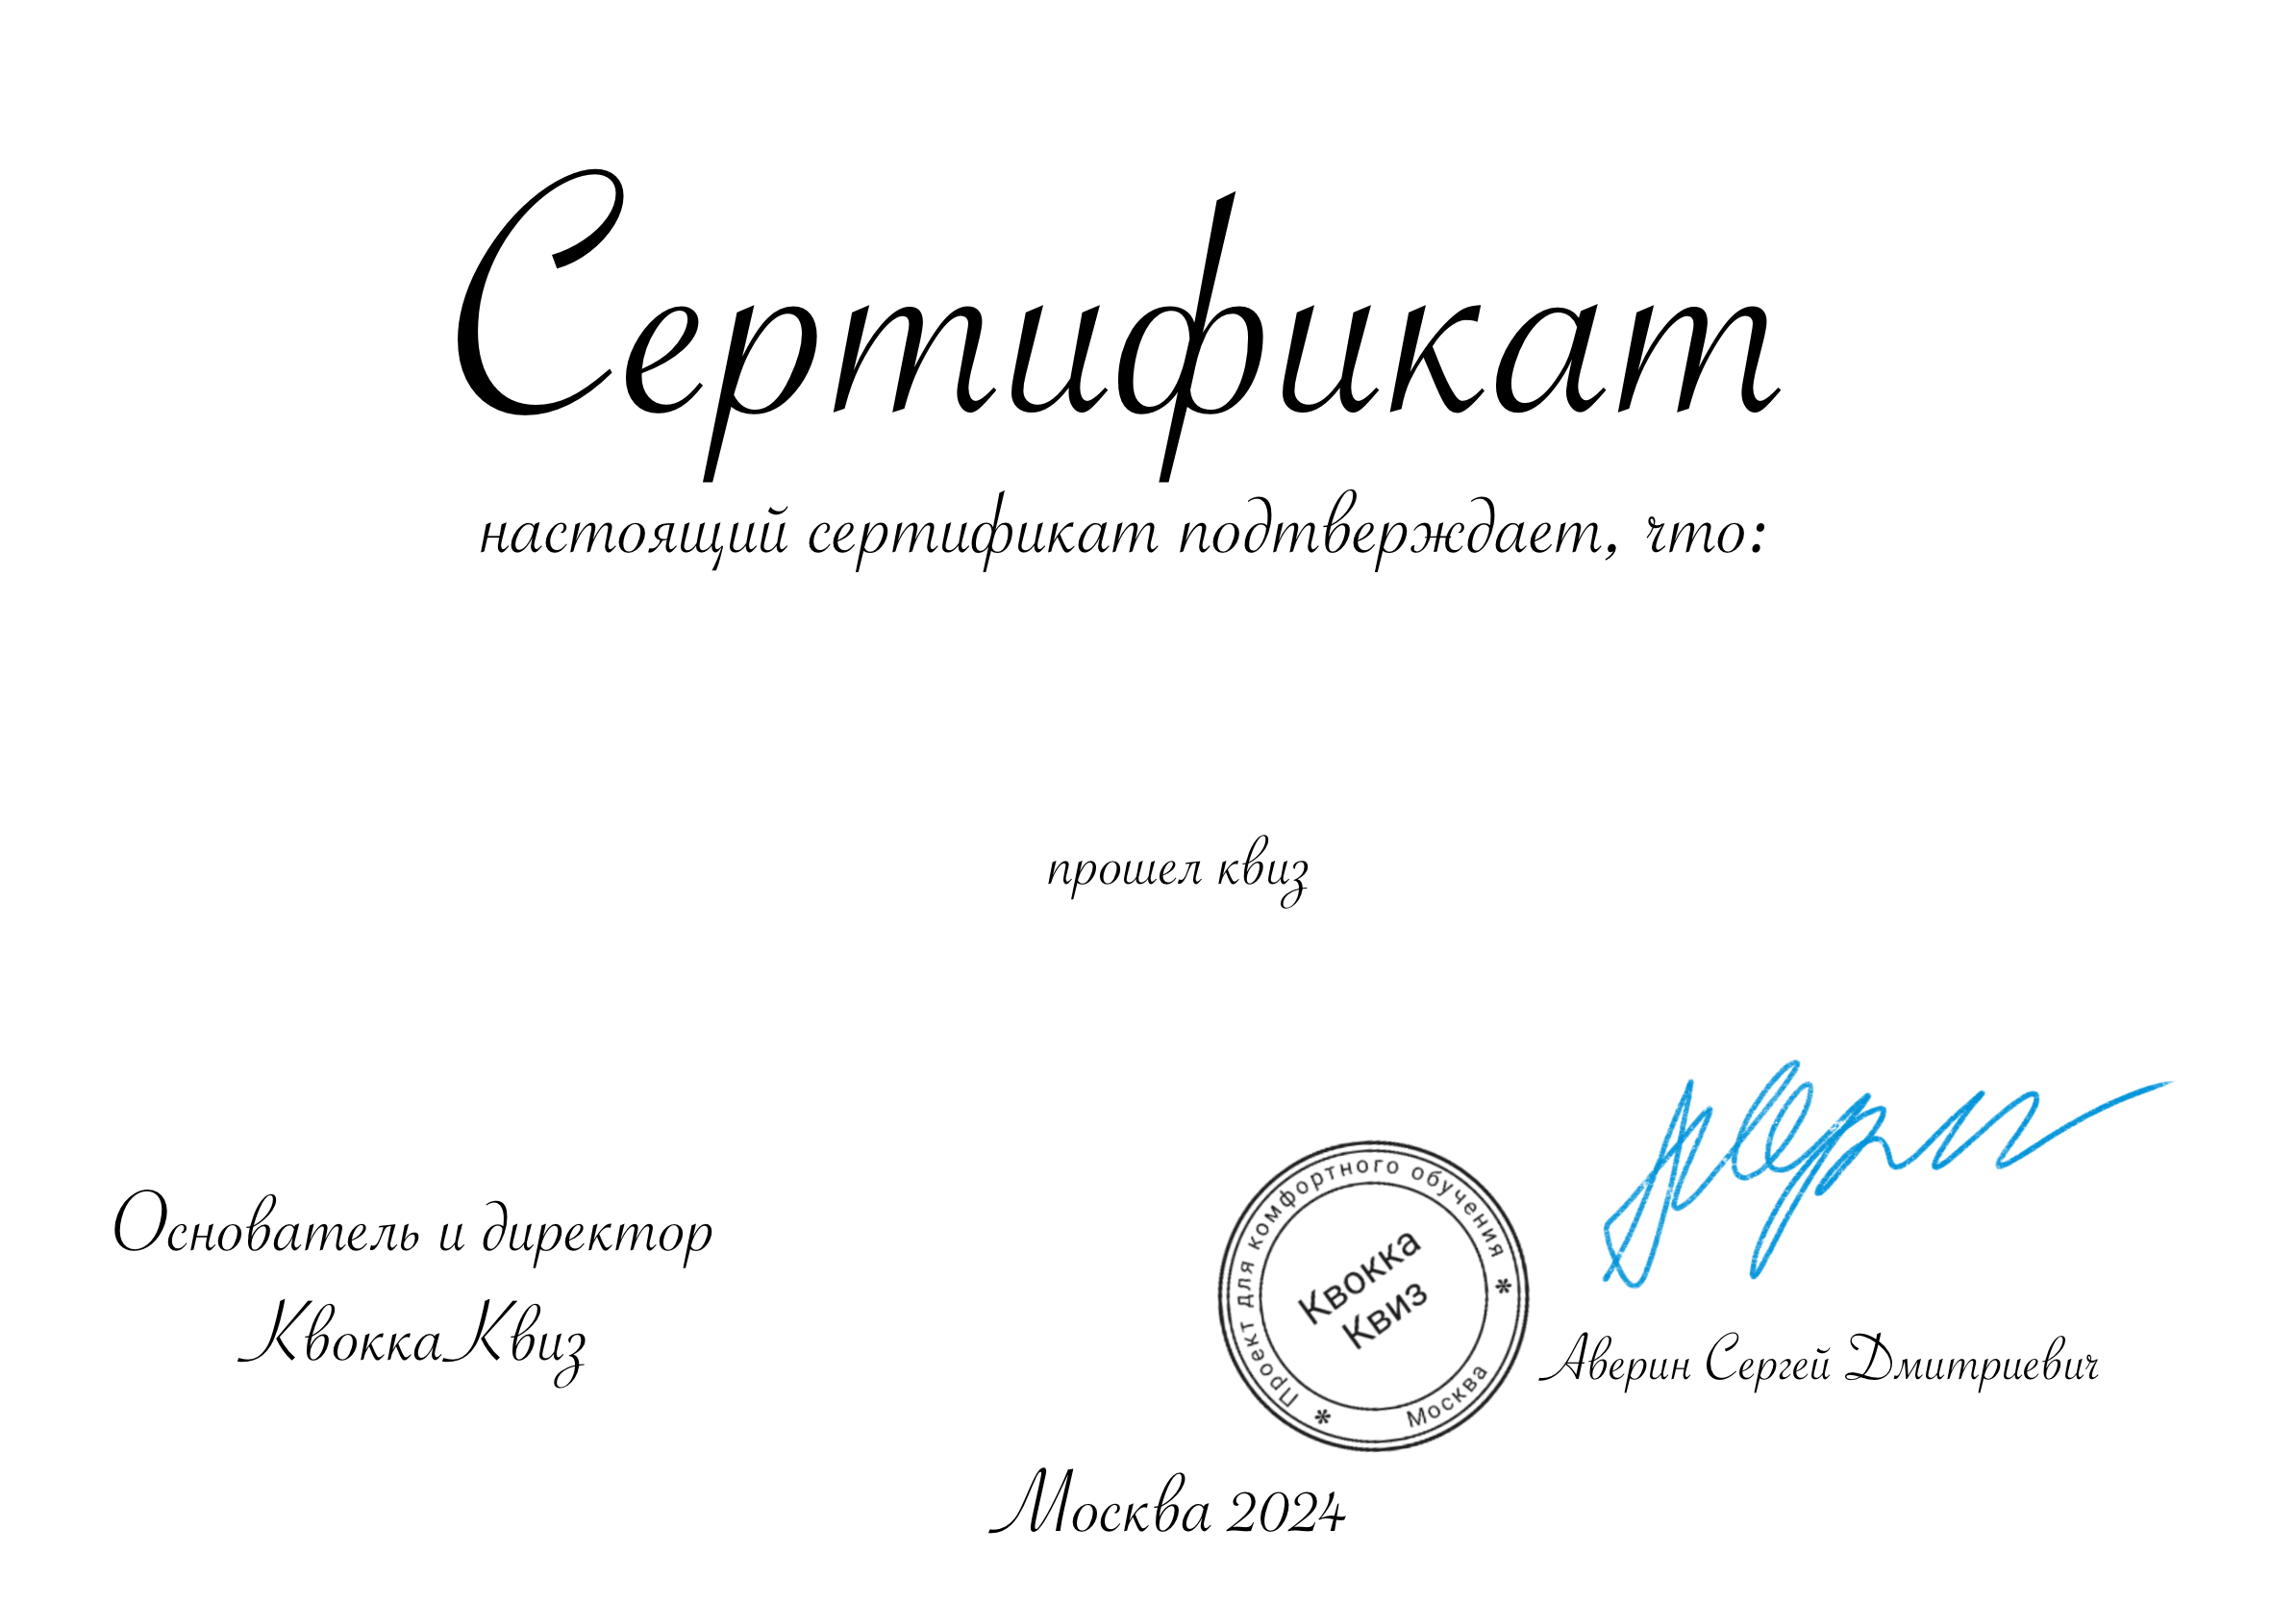 Сертификат
настоящий сертификат подтверждает, что:
прошел квиз
Основатель и директор
КвоккаКвиз
Проект для комфортного обучения * Москва *
Квокка
Квиз
Аверин
Аверин Сергей Дмитриевич
Москва 2024